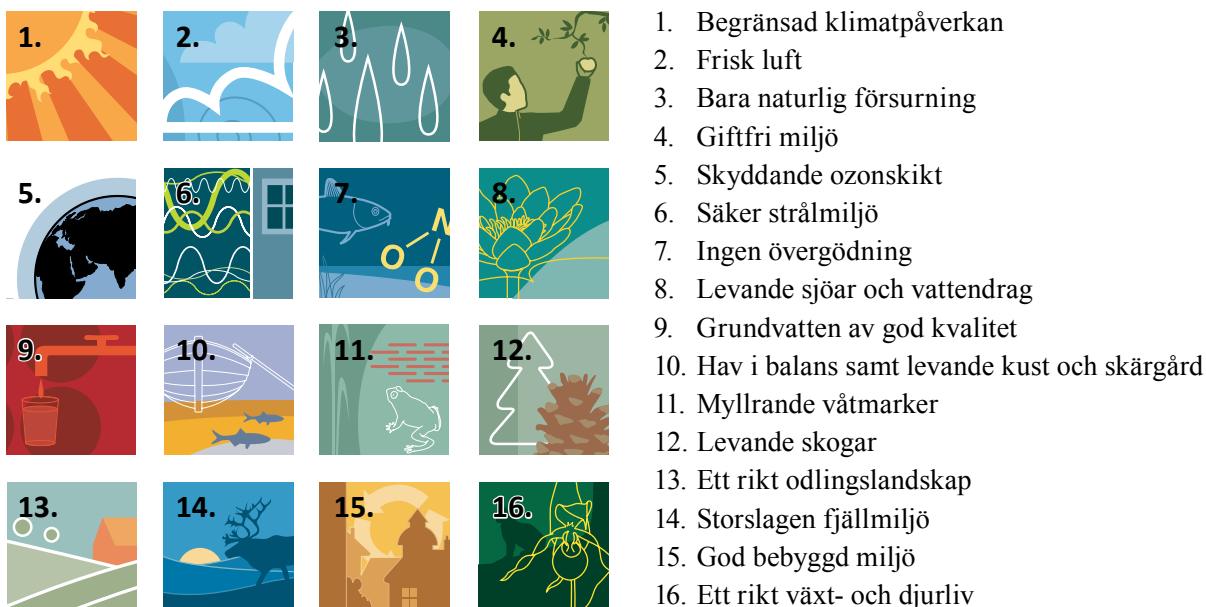 1.
2.
3.
4.
5.
6.
7.
8.
9.
10.
11.
12.
13.
14.
15.
16.
N
O
O
1. Begränsad klimatpåverkan
2. Frisk luft
3. Bara naturlig försurning
4. Giftfri miljö
5. Skyddande ozonskikt
6. Säker strålmiljö
7. Ingen övergödning
8. Levande sjöar och vattendrag
9. Grundvatten av god kvalitet
10. Hav i balans samt levande kust och skärgård
11. Myllrande våtmarker
12. Levande skogar
13. Ett rikt odlingslandskap
14. Storslagen fjällmiljö
15. God bebyggd miljö
16. Ett rikt växt- och djurliv